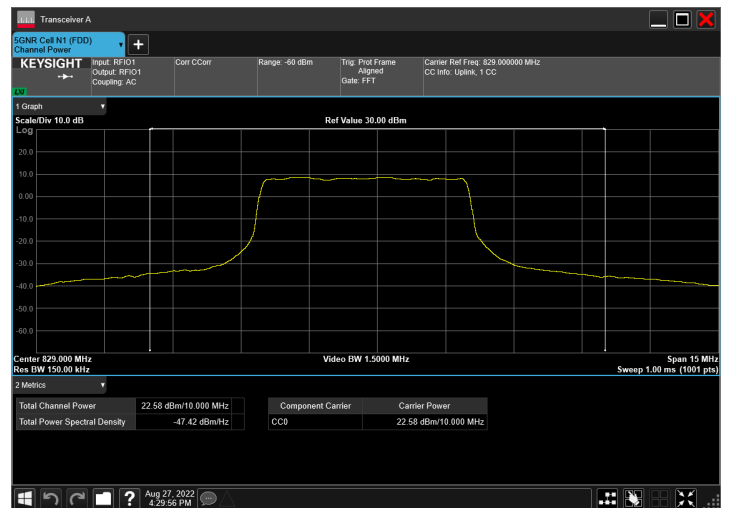 Transceiver A
5GNR Cell N1 (FDD)
Channel Power
KEYSIGHT
LXI
Input: RFIO1
Output: RFIO1
Coupling: AC
Corr CCorr
Range: -60 dBm
Trig: Prot Frame
Aligned
Gate: FFT
Carrier Ref Freq: 829.000000 MHz
CC Info: Uplink, 1 CC
1 Graph
Scale/Div 10.0 dB
Ref Value 30.00 dBm
Log
20.0
10.0
0.00
-10.0
-20.0
-30.0
-40.0
-50.0
-60.0
Center 829.000 MHz
Video BW 1.5000 MHz
Span 15 MHz
Res BW 150.00 kHz
Sweep 1.00 ms (1001 pts)
2 Metrics
Total Channel Power 22.58 dBm/10.000 MHz
Total Power Spectral Density -47.42 dBm/Hz
Component Carrier Carrier Power
CC0 22.58 dBm/10.000 MHz
Aug 27, 2022
4:29:56 PM